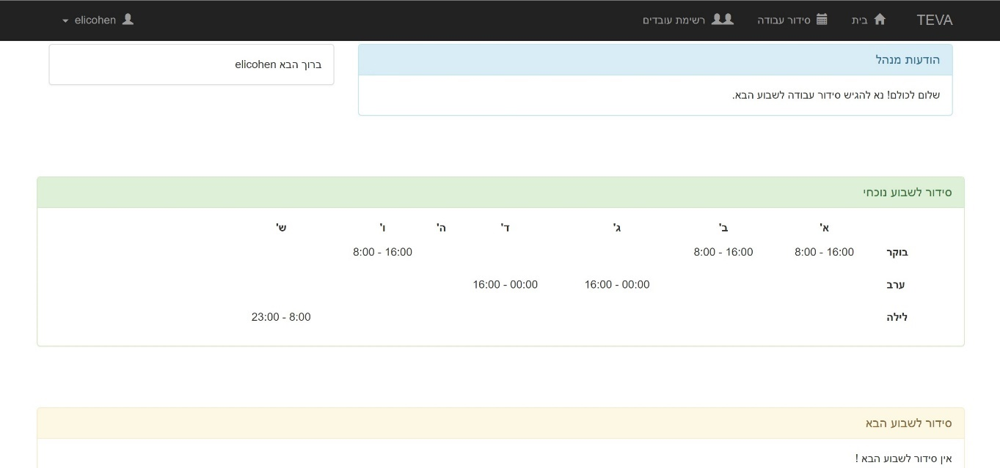 TEVA בית סידור עבודה רשימת עובדים elicohen
הודעות מנהל
שלום לכולם! נא להגיש סידור עבודה לשבוע הבא.
ברוך הבא elicohen
סידור לשבוע נוכחי
א' ב' ג' ד' ה' ו' ש'
בוקר 8:00 - 16:00 8:00 - 16:00 8:00 - 16:00
ערב 16:00 - 00:00 16:00 - 00:00
לילה 23:00 - 8:00
סידור לשבוע הבא
אין סידור לשבוע הבא !